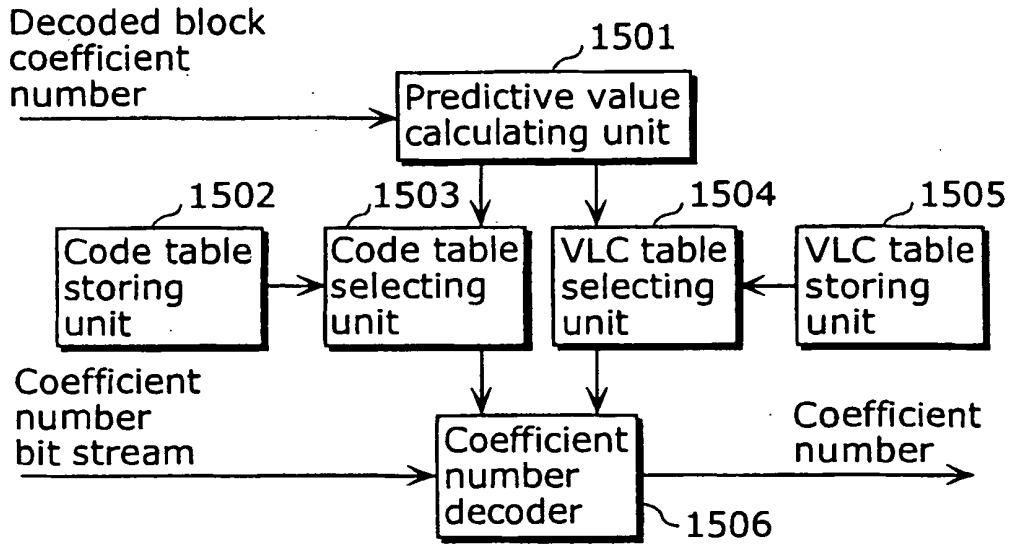 Decoded block
coefficient
number
1501
Predictive value
calculating unit
1502
Code table
storing
unit
1503
Code table
selecting
unit
1504
VLC table
selecting
unit
1505
VLC table
storing
unit
Coefficient
number
bit stream
Coefficient
number
decoder
1506
Coefficient
number